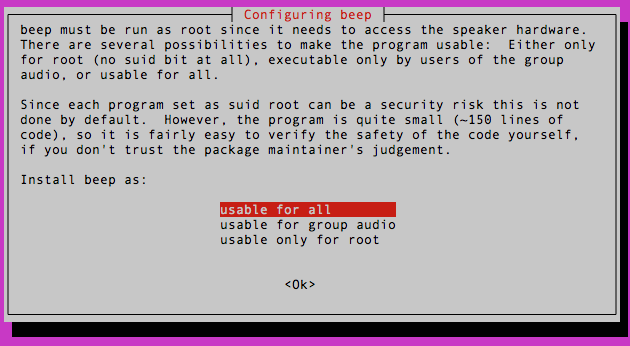 Configuring beep
beep must be run as root since it needs to access the speaker hardware.
There are several possibilities to make the program usable:  Either only
for root (no suid bit at all), executable only by users of the group
audio, or usable for all.
Since each program set as suid root can be a security risk this is not
done by default.  However, the program is quite small (~150 lines of
code), so it is fairly easy to verify the safety of the code yourself,
if you don't trust the package maintainer's judgement.
Install beep as:
usable for all
usable for group audio
usable only for root
<Ok>